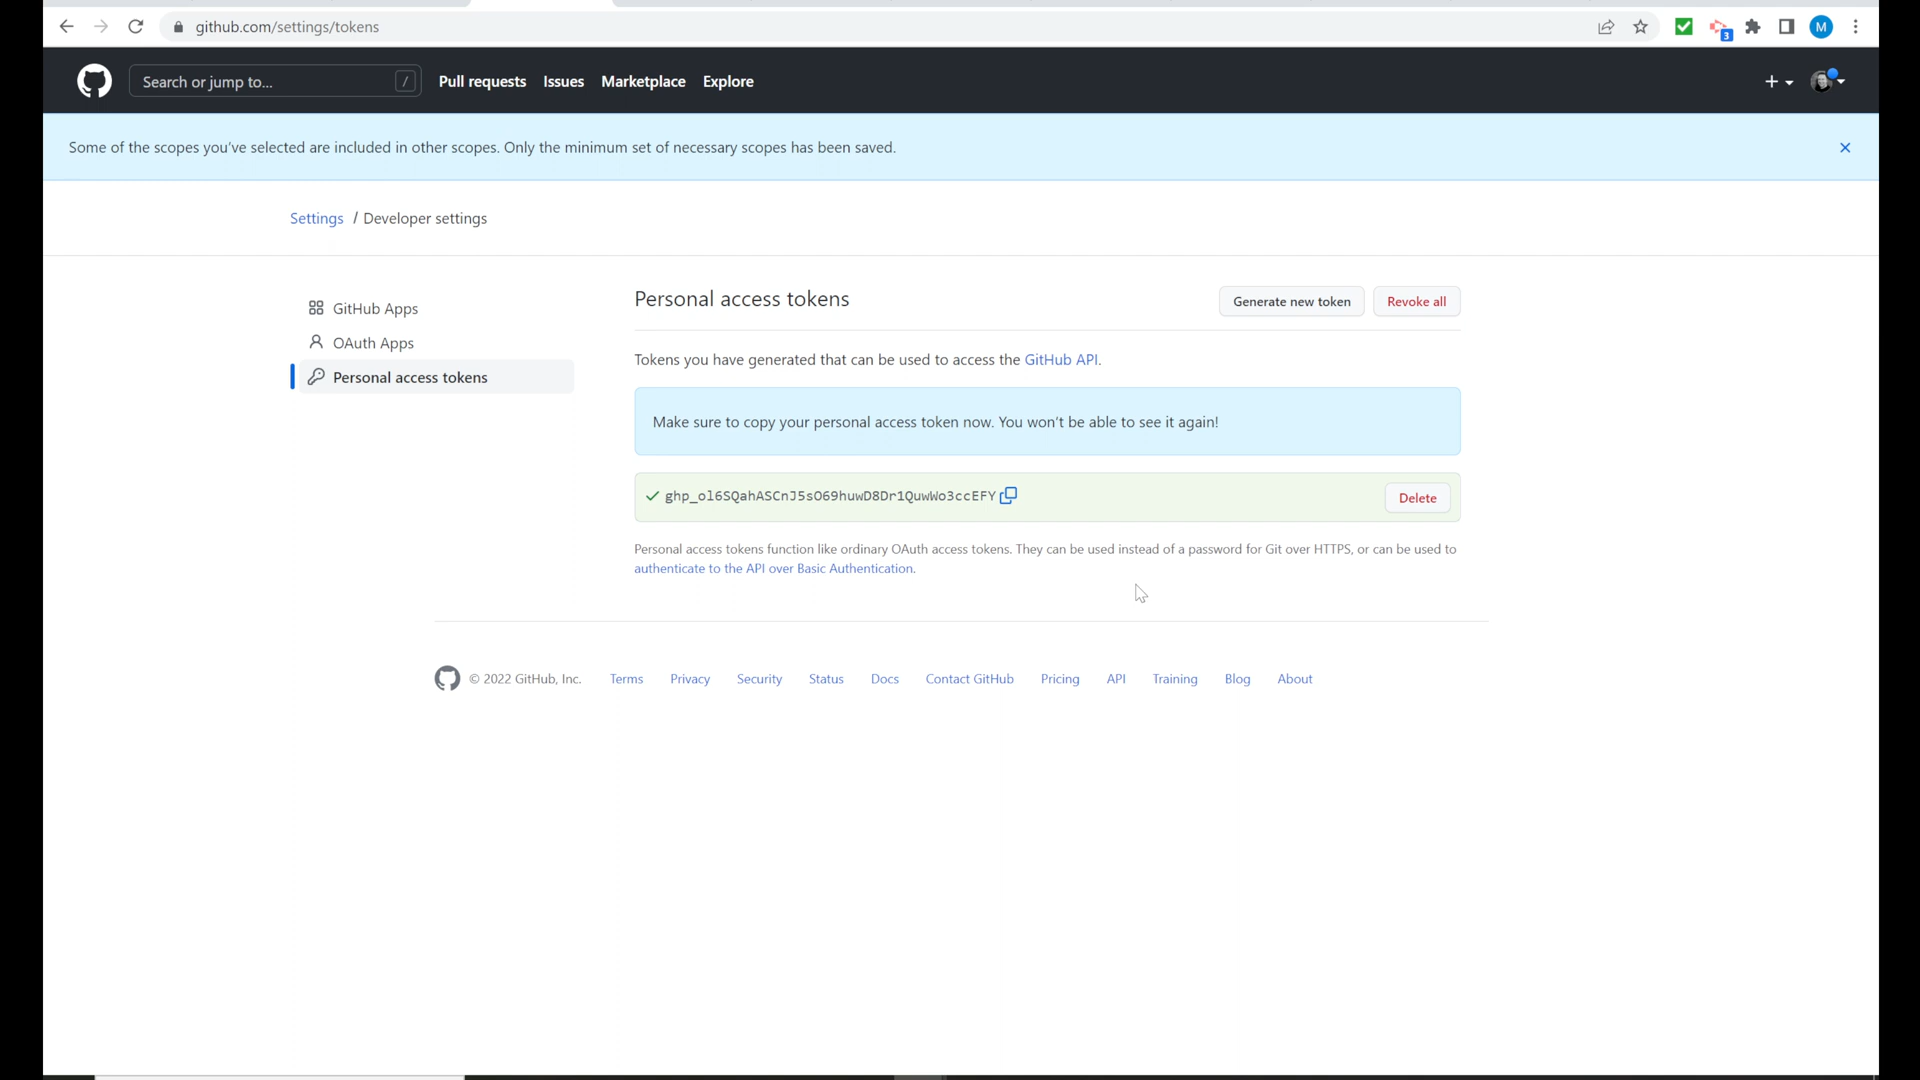 github.com/settings/tokens
3
M
Search or jump to...
/
Pull requests
Issues
Marketplace
Explore
Some of the scopes you've selected are included in other scopes. Only the minimum set of necessary scopes has been saved.
Settings / Developer settings
GitHub Apps
OAuth Apps
Personal access tokens
Personal access tokens
Generate new token
Revoke all
Tokens you have generated that can be used to access the GitHub API.
Make sure to copy your personal access token now. You won't be able to see it again!
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
Delete
Personal access tokens function like ordinary OAuth access tokens. They can be used instead of a password for Git over HTTPS, or can be used to
authenticate to the API over Basic Authentication.
© 2022 GitHub, Inc.
Terms
Privacy
Security
Status
Docs
Contact GitHub
Pricing
API
Training
Blog
About